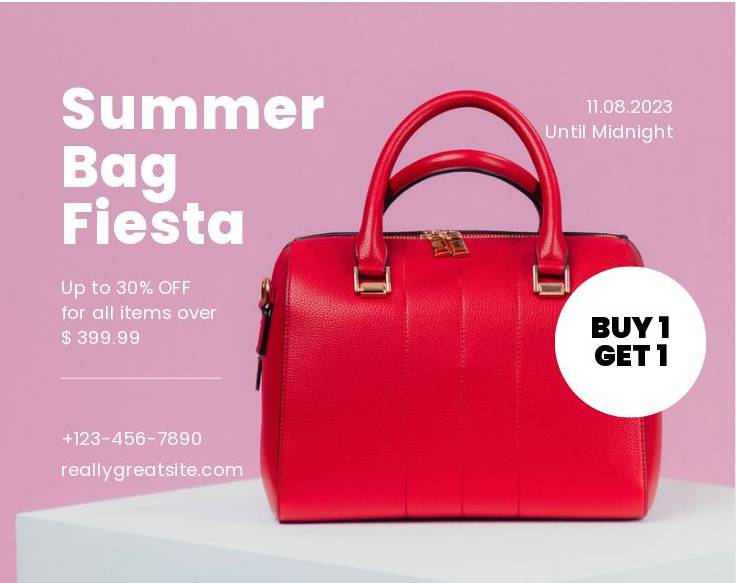 Summer
Bag
Fiesta
11.08.2023
Until Midnight
Up to 30% OFF
for all items over
$ 399.99
BUY 1
GET 1
+123-456-7890
reallygreatsite.com